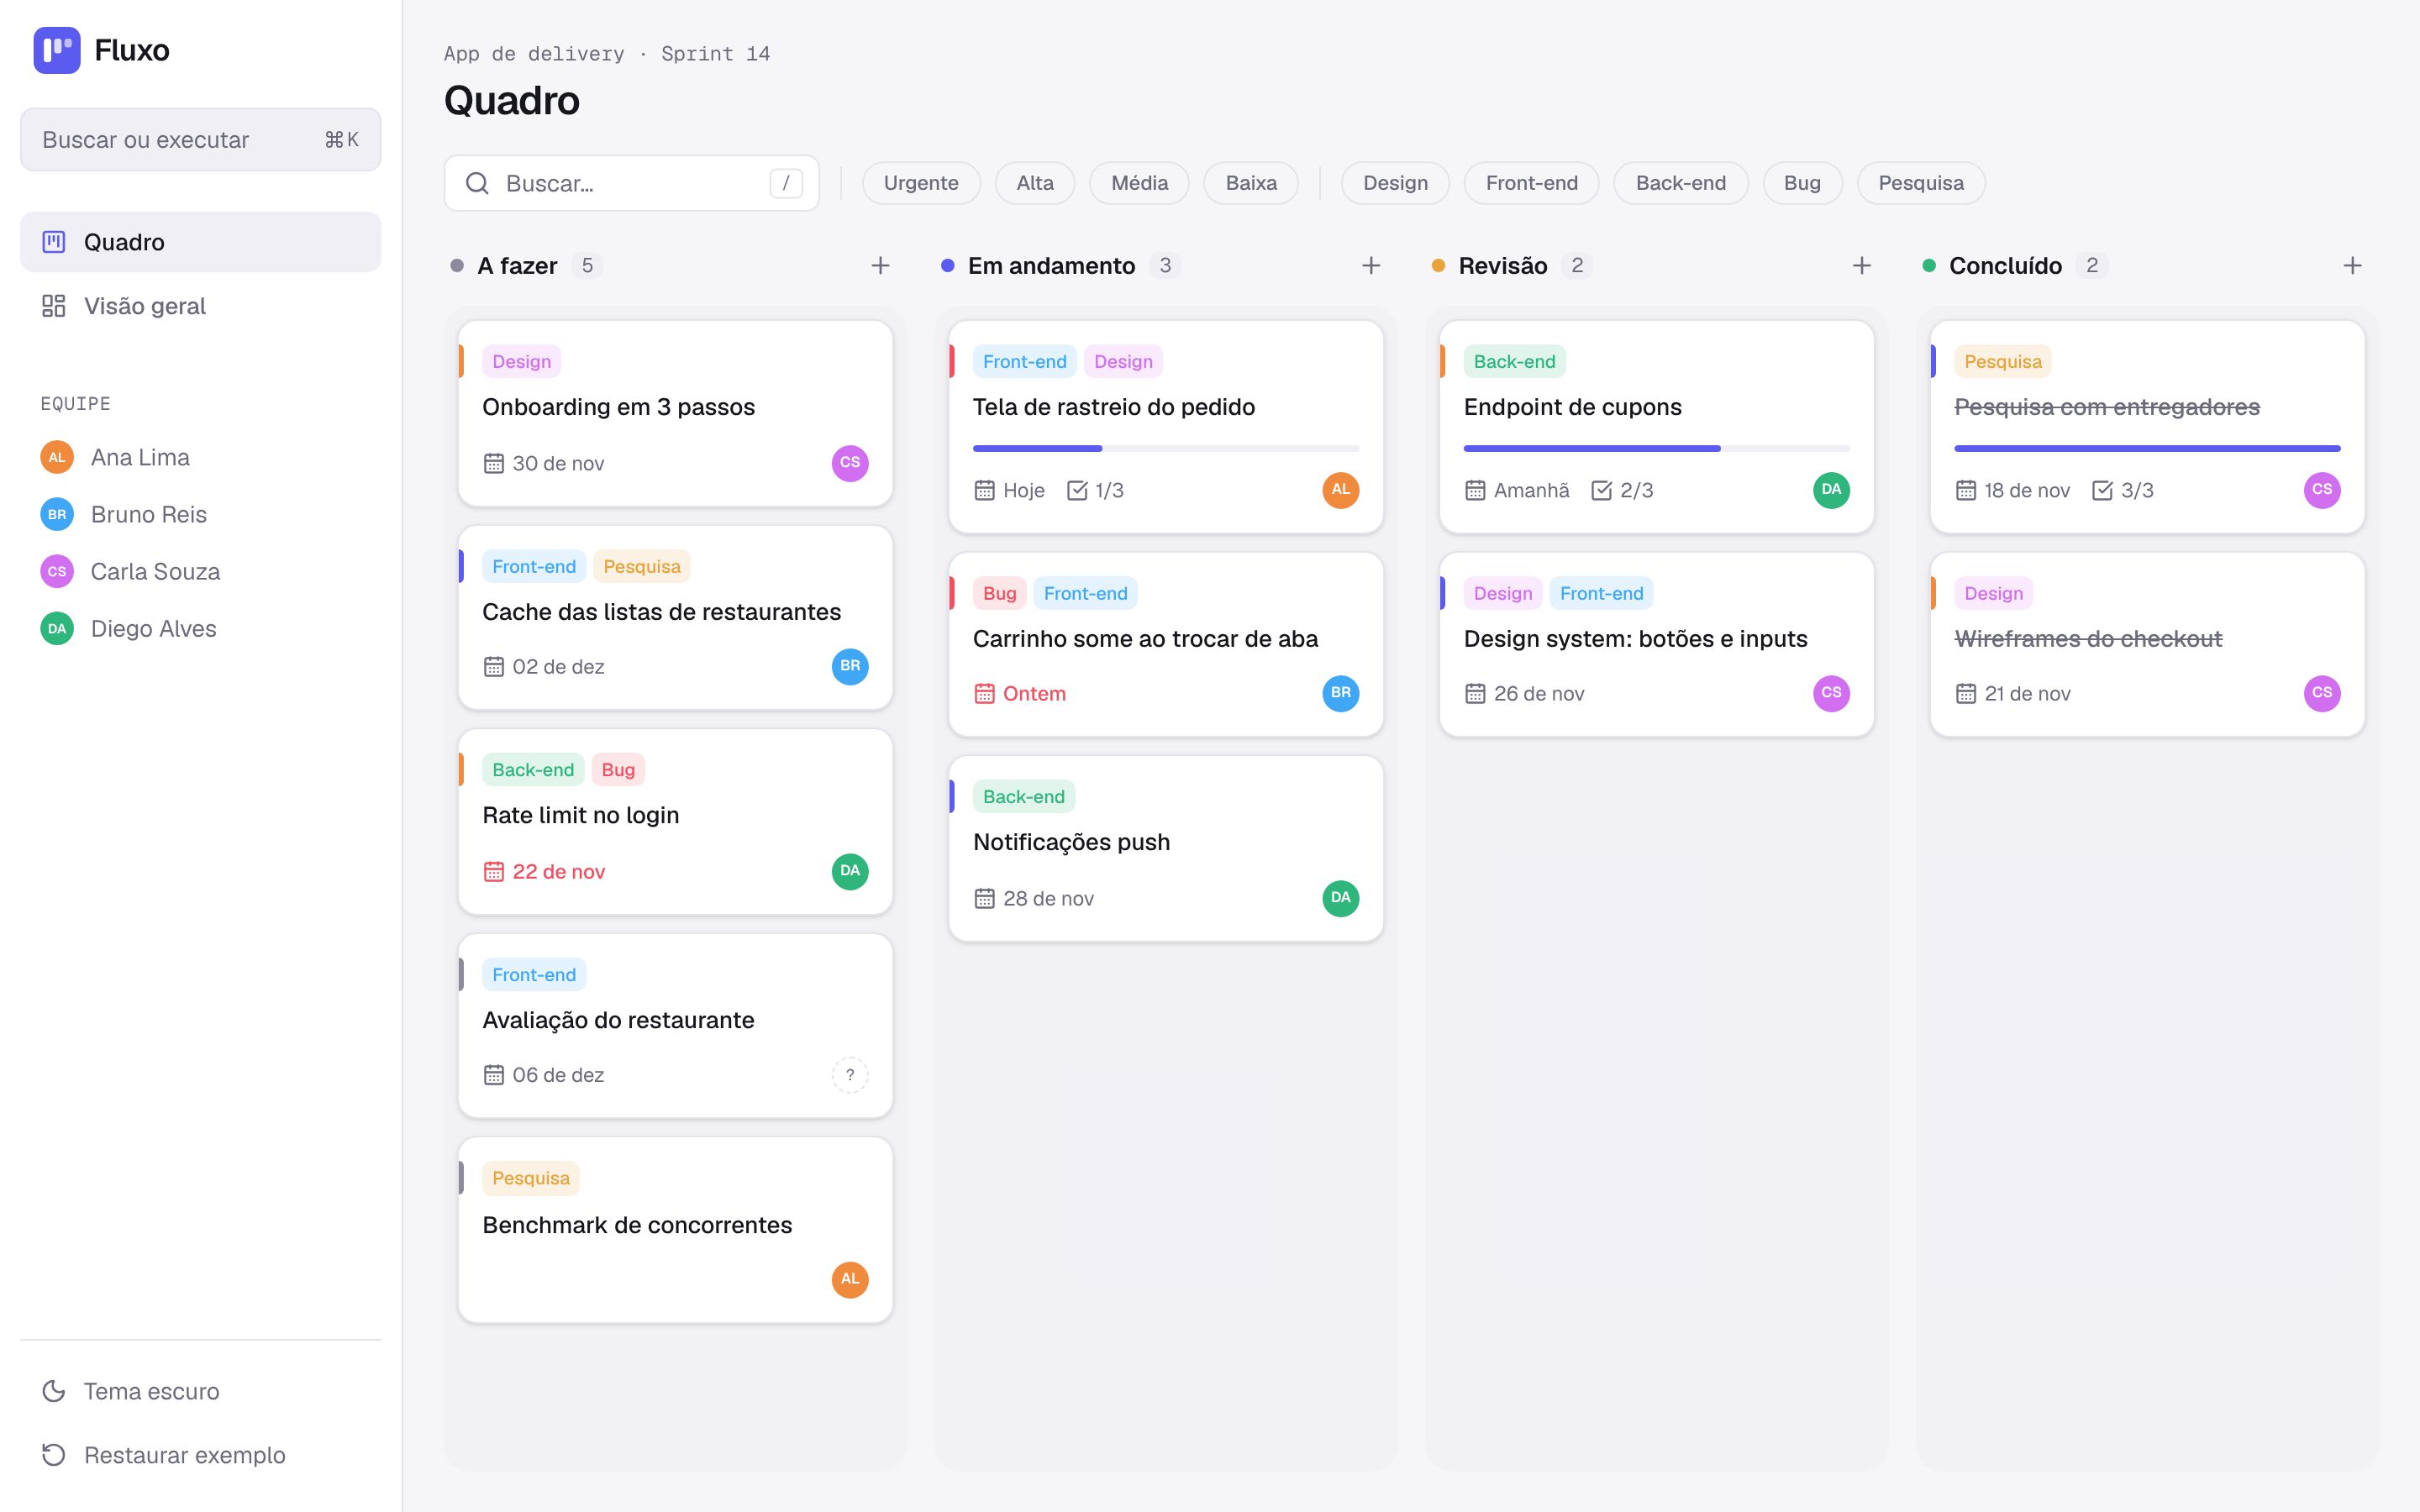 Fluxo
Buscar ou executar ⌘K
Quadro
Visão geral
EQUIPE
AL Ana Lima
BR Bruno Reis
CS Carla Souza
DA Diego Alves
Tema escuro
Restaurar exemplo
App de delivery · Sprint 14
Quadro
Buscar... / Urgente Alta Média Baixa Design Front-end Back-end Bug Pesquisa
A fazer 5
Design
Onboarding em 3 passos
30 de nov CS
Front-end Pesquisa
Cache das listas de restaurantes
02 de dez BR
Back-end Bug
Rate limit no login
22 de nov DA
Front-end
Avaliação do restaurante
06 de dez ?
Pesquisa
Benchmark de concorrentes
AL
Em andamento 3
Front-end Design
Tela de rastreio do pedido
Hoje 1/3 AL
Bug Front-end
Carrinho some ao trocar de aba
Ontem BR
Back-end
Notificações push
28 de nov DA
Revisão 2
Back-end
Endpoint de cupons
Amanhã 2/3 DA
Design Front-end
Design system: botões e inputs
26 de nov CS
Concluído 2
Pesquisa
Pesquisa com entregadores
18 de nov 3/3 CS
Design
Wireframes do checkout
21 de nov CS